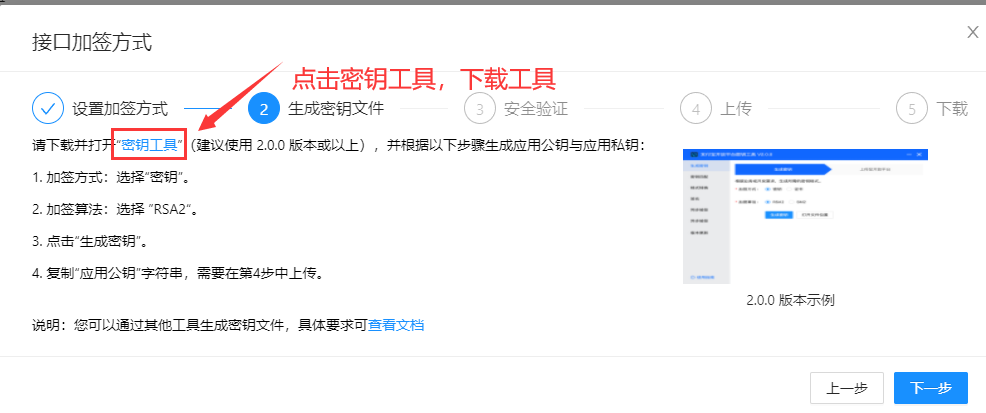 接口加签方式
点击密钥工具，下载工具
设置加签方式 2 生成密钥文件 3 安全验证 4 上传 5 下载
请下载并打开“密钥工具”（建议使用 2.0.0 版本或以上），并根据以下步骤生成应用公钥与应用私钥：
1. 加签方式：选择“密钥”。
2. 加签算法：选择 “RSA2“。
3. 点击“生成密钥”。
4. 复制“应用公钥”字符串，需要在第4步中上传。
2.0.0 版本示例
说明：您可以通过其他工具生成密钥文件，具体要求可查看文档
上一步 下一步